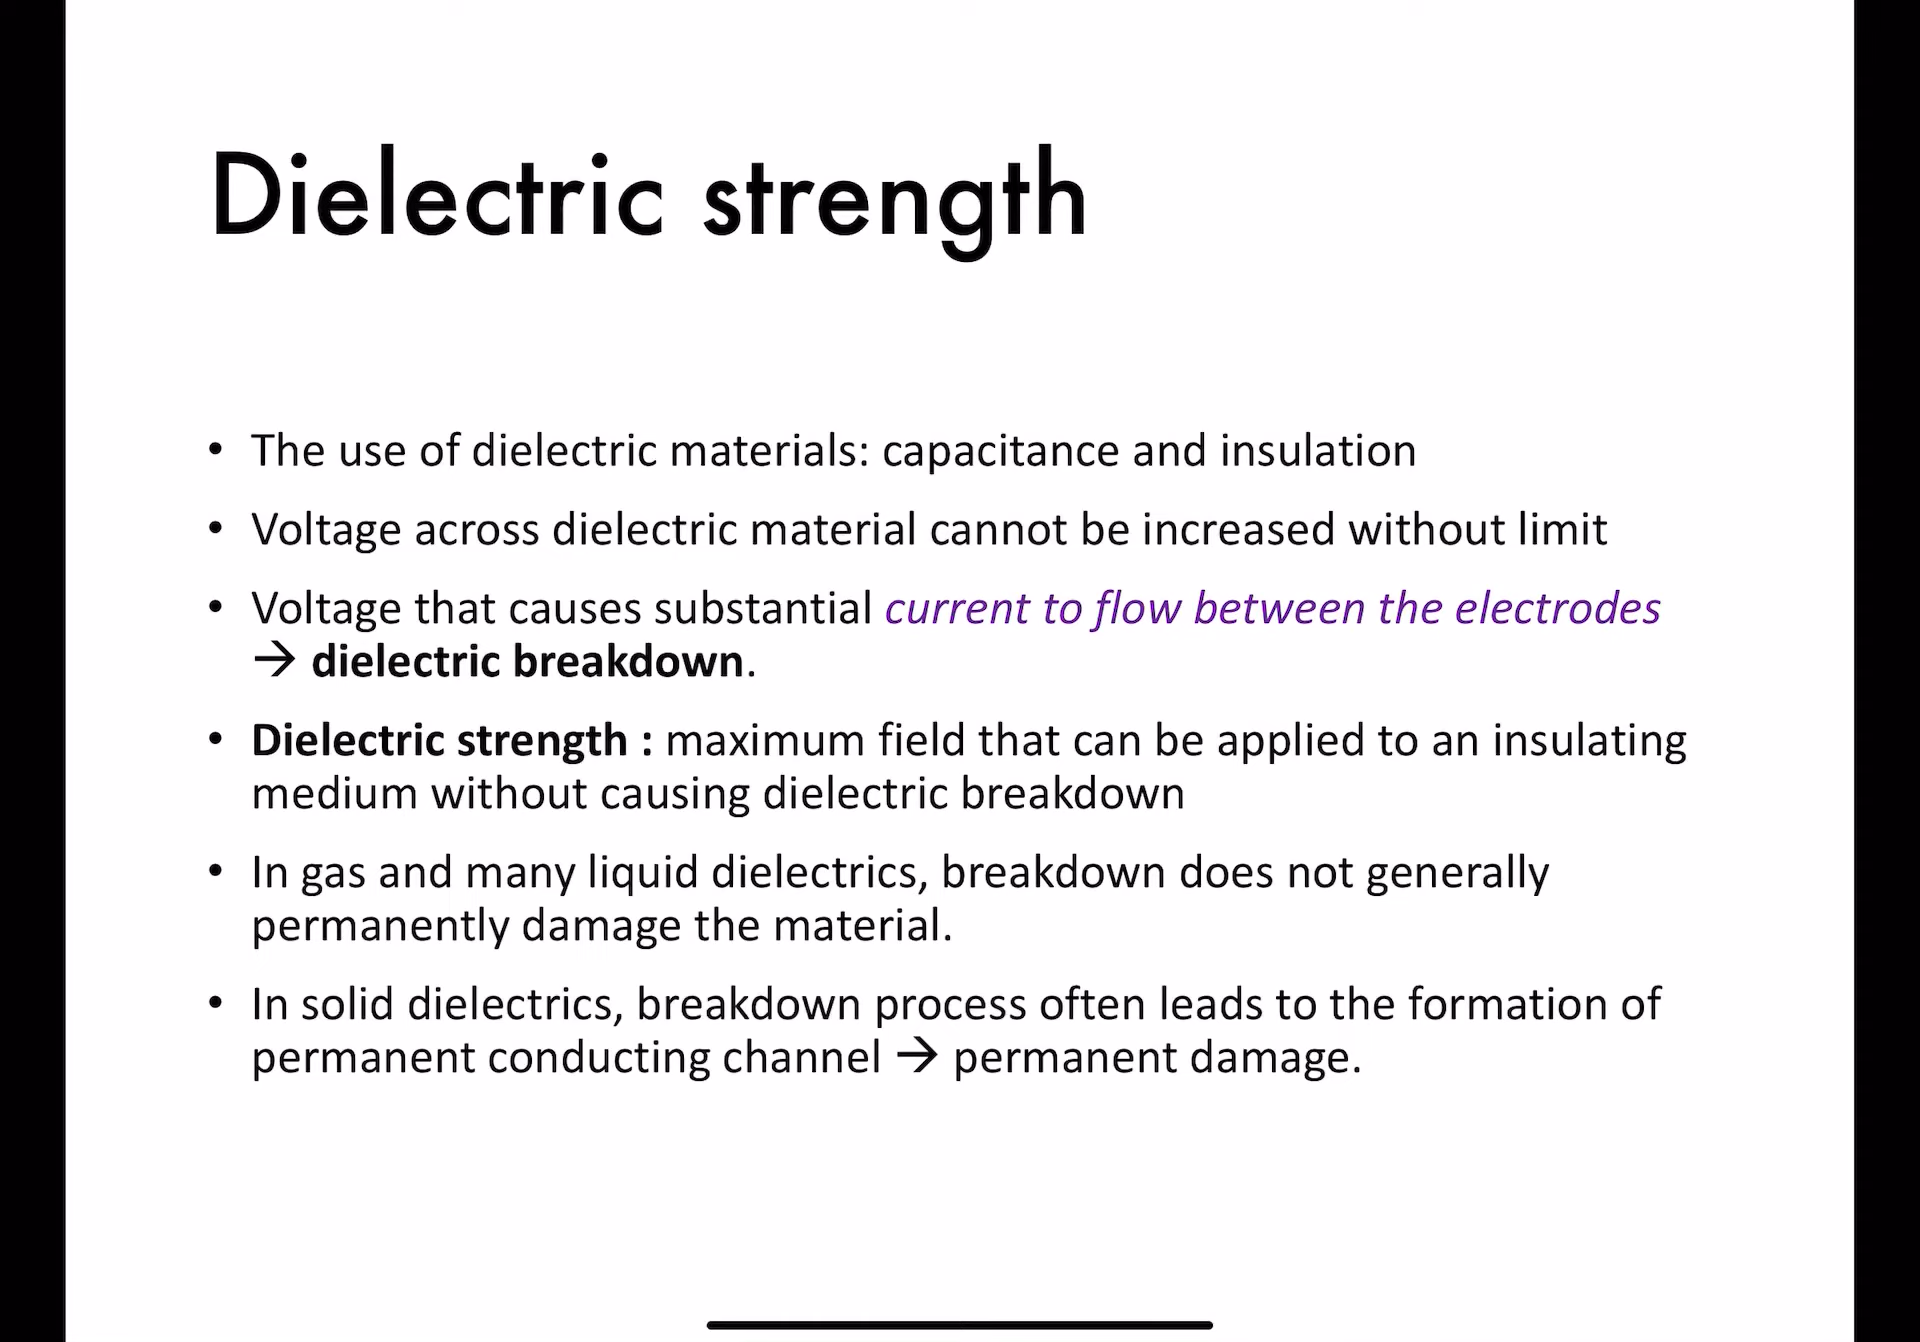 Dielectric strength
• The use of dielectric materials: capacitance and insulation
• Voltage across dielectric material cannot be increased without limit
• Voltage that causes substantial current to flow between the electrodes
→ dielectric breakdown.
• Dielectric strength : maximum field that can be applied to an insulating
medium without causing dielectric breakdown
• In gas and many liquid dielectrics, breakdown does not generally
permanently damage the material.
• In solid dielectrics, breakdown process often leads to the formation of
permanent conducting channel → permanent damage.